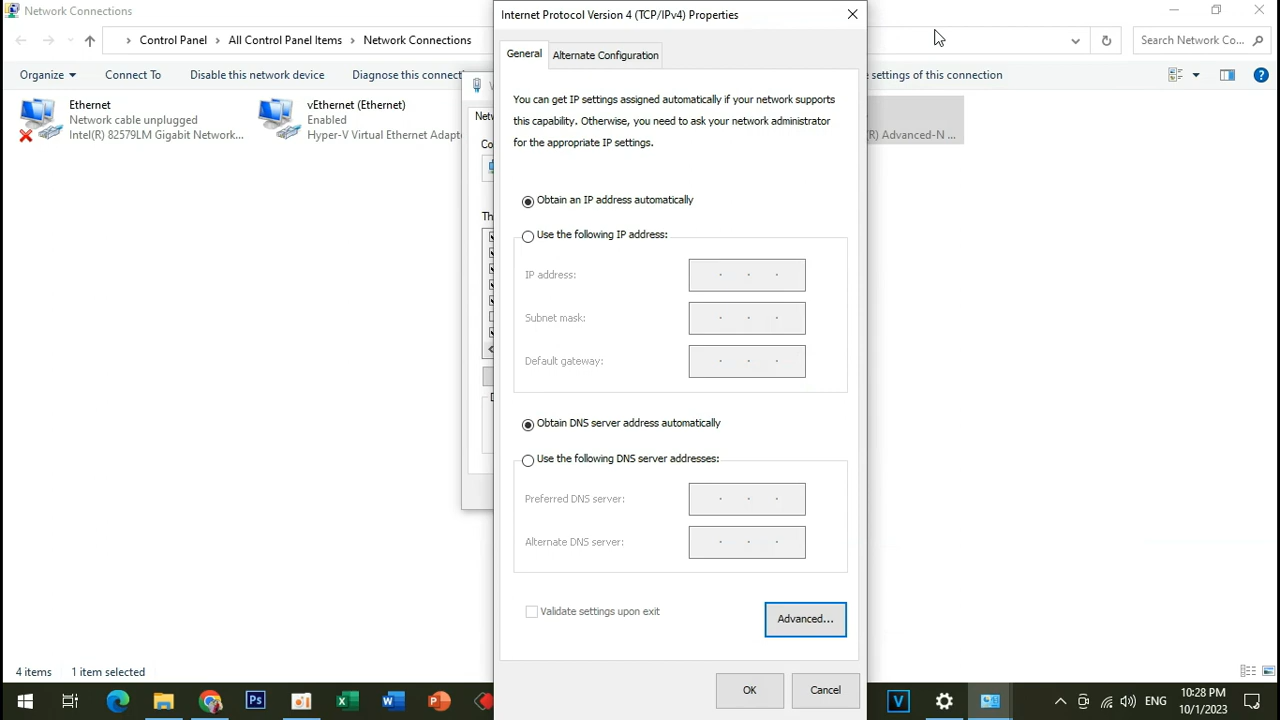 Network Connections
Internet Protocol Version 4 (TCP/IPv4) Properties
Control Panel
All Control Panel Items
Network Connections
Search Network Co...
General
Alternate Configuration
Organize
Connect To
Disable this network device
Diagnose this connect
settings of this connection
Ethernet
Network cable unplugged
Intel(R) 82579LM Gigabit Network...
vEthernet (Ethernet)
Enabled
Hyper-V Virtual Ethernet Adapt
(R) Advanced-N ...
Net
Co
Th
You can get IP settings assigned automatically if your network supports
this capability. Otherwise, you need to ask your network administrator
for the appropriate IP settings.
Obtain an IP address automatically
Use the following IP address:
IP address:
Subnet mask:
Default gateway:
Obtain DNS server address automatically
Use the following DNS server addresses:
Preferred DNS server:
Alternate DNS server:
Validate settings upon exit
Advanced...
OK
Cancel
4 items
1 item selected
Ps
ENG
10:28 PM
10/1/2023